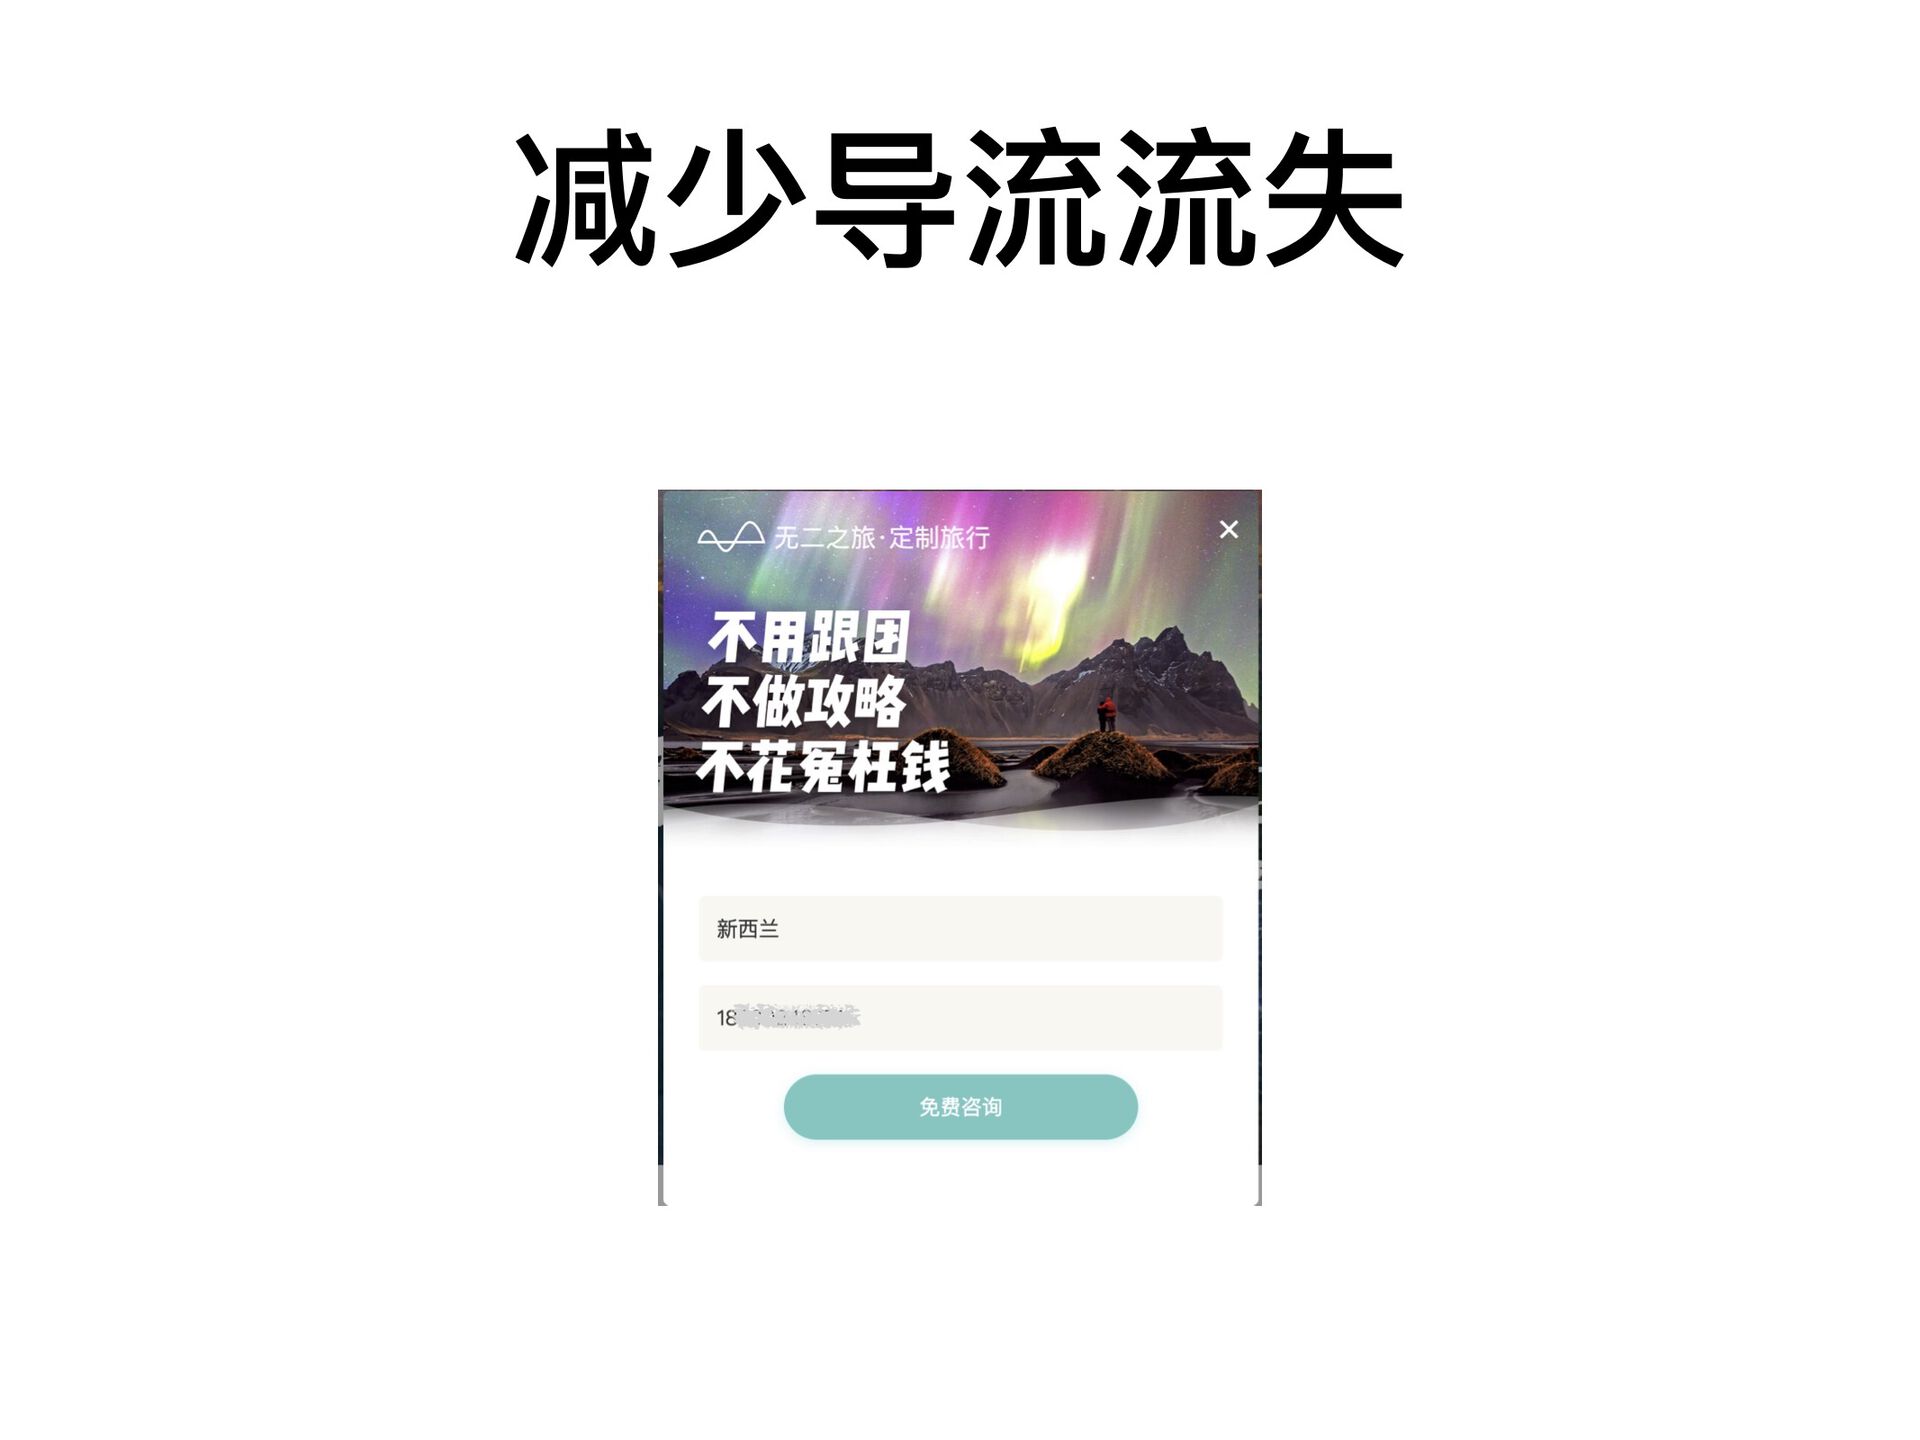 减少导流流失
无二之旅·定制旅行
不用跟团
不做攻略
不花冤枉钱
新西兰
18
免费咨询